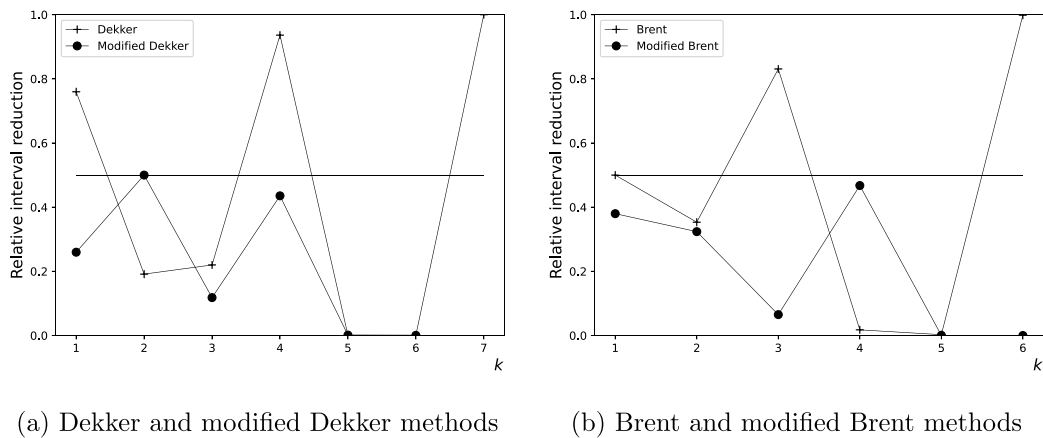 Relative interval reduction
1.0
0.8
0.6
0.4
0.2
0.0
Dekker
Modified Dekker
1 2 3 4 5 6 7
k
(a) Dekker and modified Dekker methods
Relative interval reduction
1.0
0.8
0.6
0.4
0.2
0.0
Brent
Modified Brent
1 2 3 4 5 6
k
(b) Brent and modified Brent methods